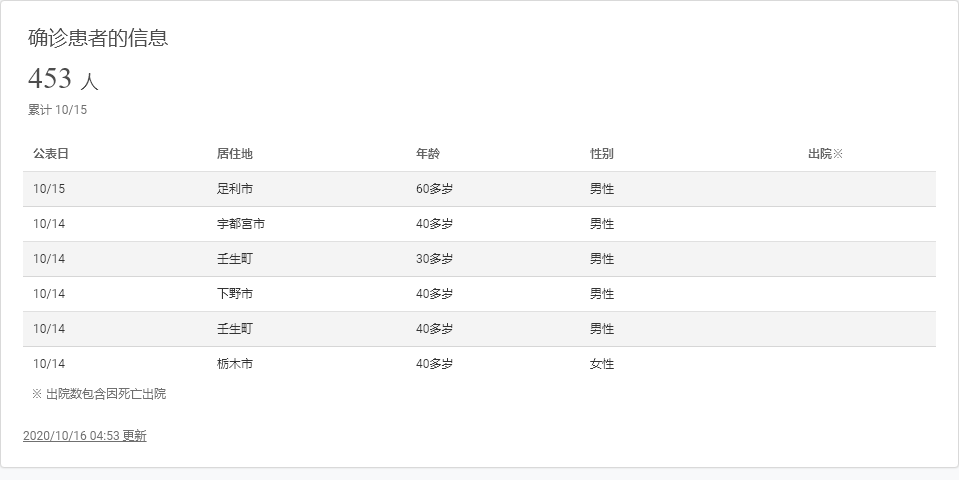 确诊患者的信息
453 人
累计 10/15
公表日 居住地 年龄 性别 出院※
10/15 足利市 60多岁 男性
10/14 宇都宮市 40多岁 男性
10/14 壬生町 30多岁 男性
10/14 下野市 40多岁 男性
10/14 壬生町 40多岁 男性
10/14 栃木市 40多岁 女性
※ 出院数包含因死亡出院
2020/10/16 04:53 更新